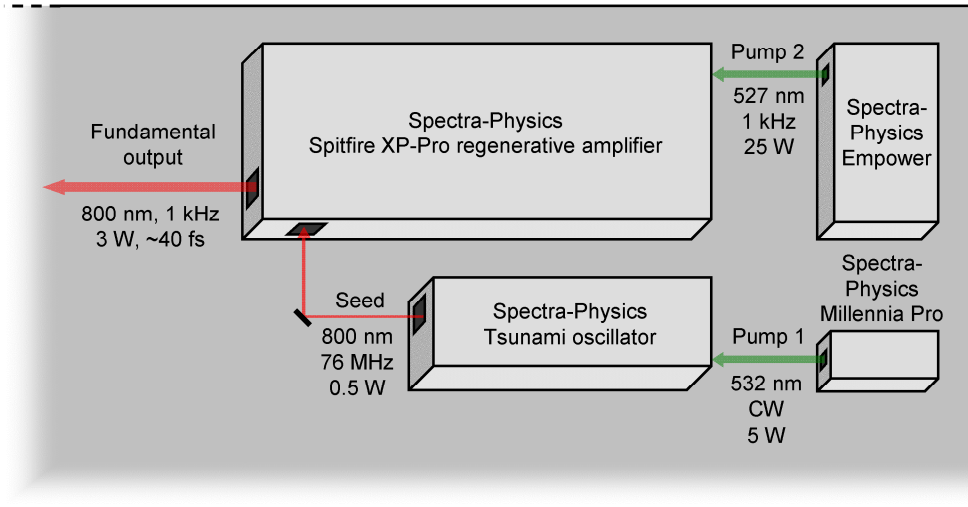 Pump 2
527 nm
1 kHz
25 W
Spectra-
Physics
Empower
Spectra-Physics
Spitfire XP-Pro regenerative amplifier
Fundamental
output
800 nm, 1 kHz
3 W, ~40 fs
Spectra-
Physics
Millennia Pro
Seed
800 nm
76 MHz
0.5 W
Spectra-Physics
Tsunami oscillator
Pump 1
532 nm
CW
5 W